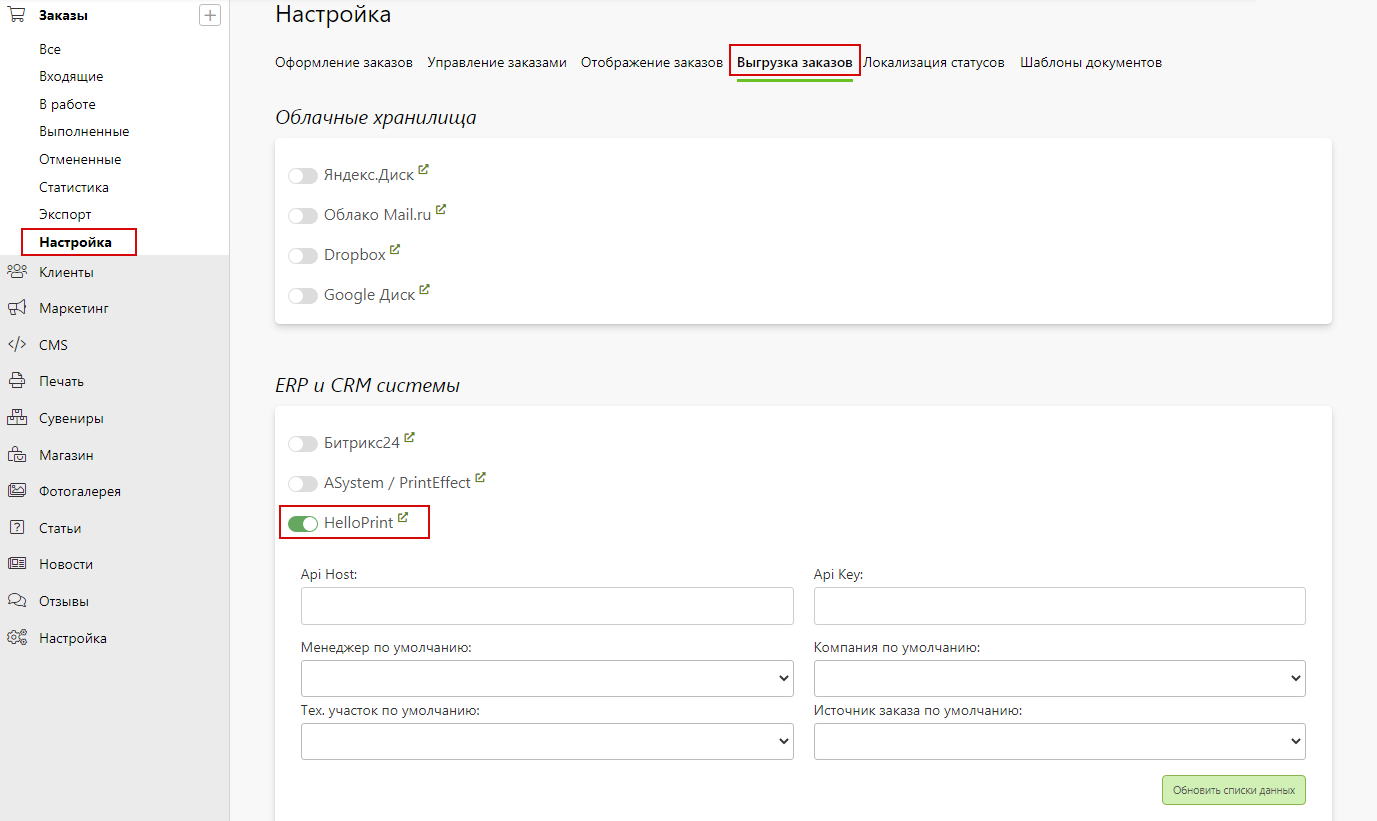 Заказы
Все
Входящие
В работе
Выполненные
Отмененные
Статистика
Экспорт
Настройка
Клиенты
Маркетинг
CMS
Печать
Сувениры
Магазин
Фотогалерея
Статьи
Новости
Отзывы
Настройка
Настройка
Оформление заказов Управление заказами Отображение заказов Выгрузка заказов Локализация статусов Шаблоны документов
Облачные хранилища
Яндекс.Диск
Облако Mail.ru
Dropbox
Google Диск
ERP и CRM системы
Битрикс24
ASystem / PrintEffect
HelloPrint
Api Host: Api Key:
Менеджер по умолчанию: Компания по умолчанию:
Тех. участок по умолчанию: Источник заказа по умолчанию:
Обновить списки данных